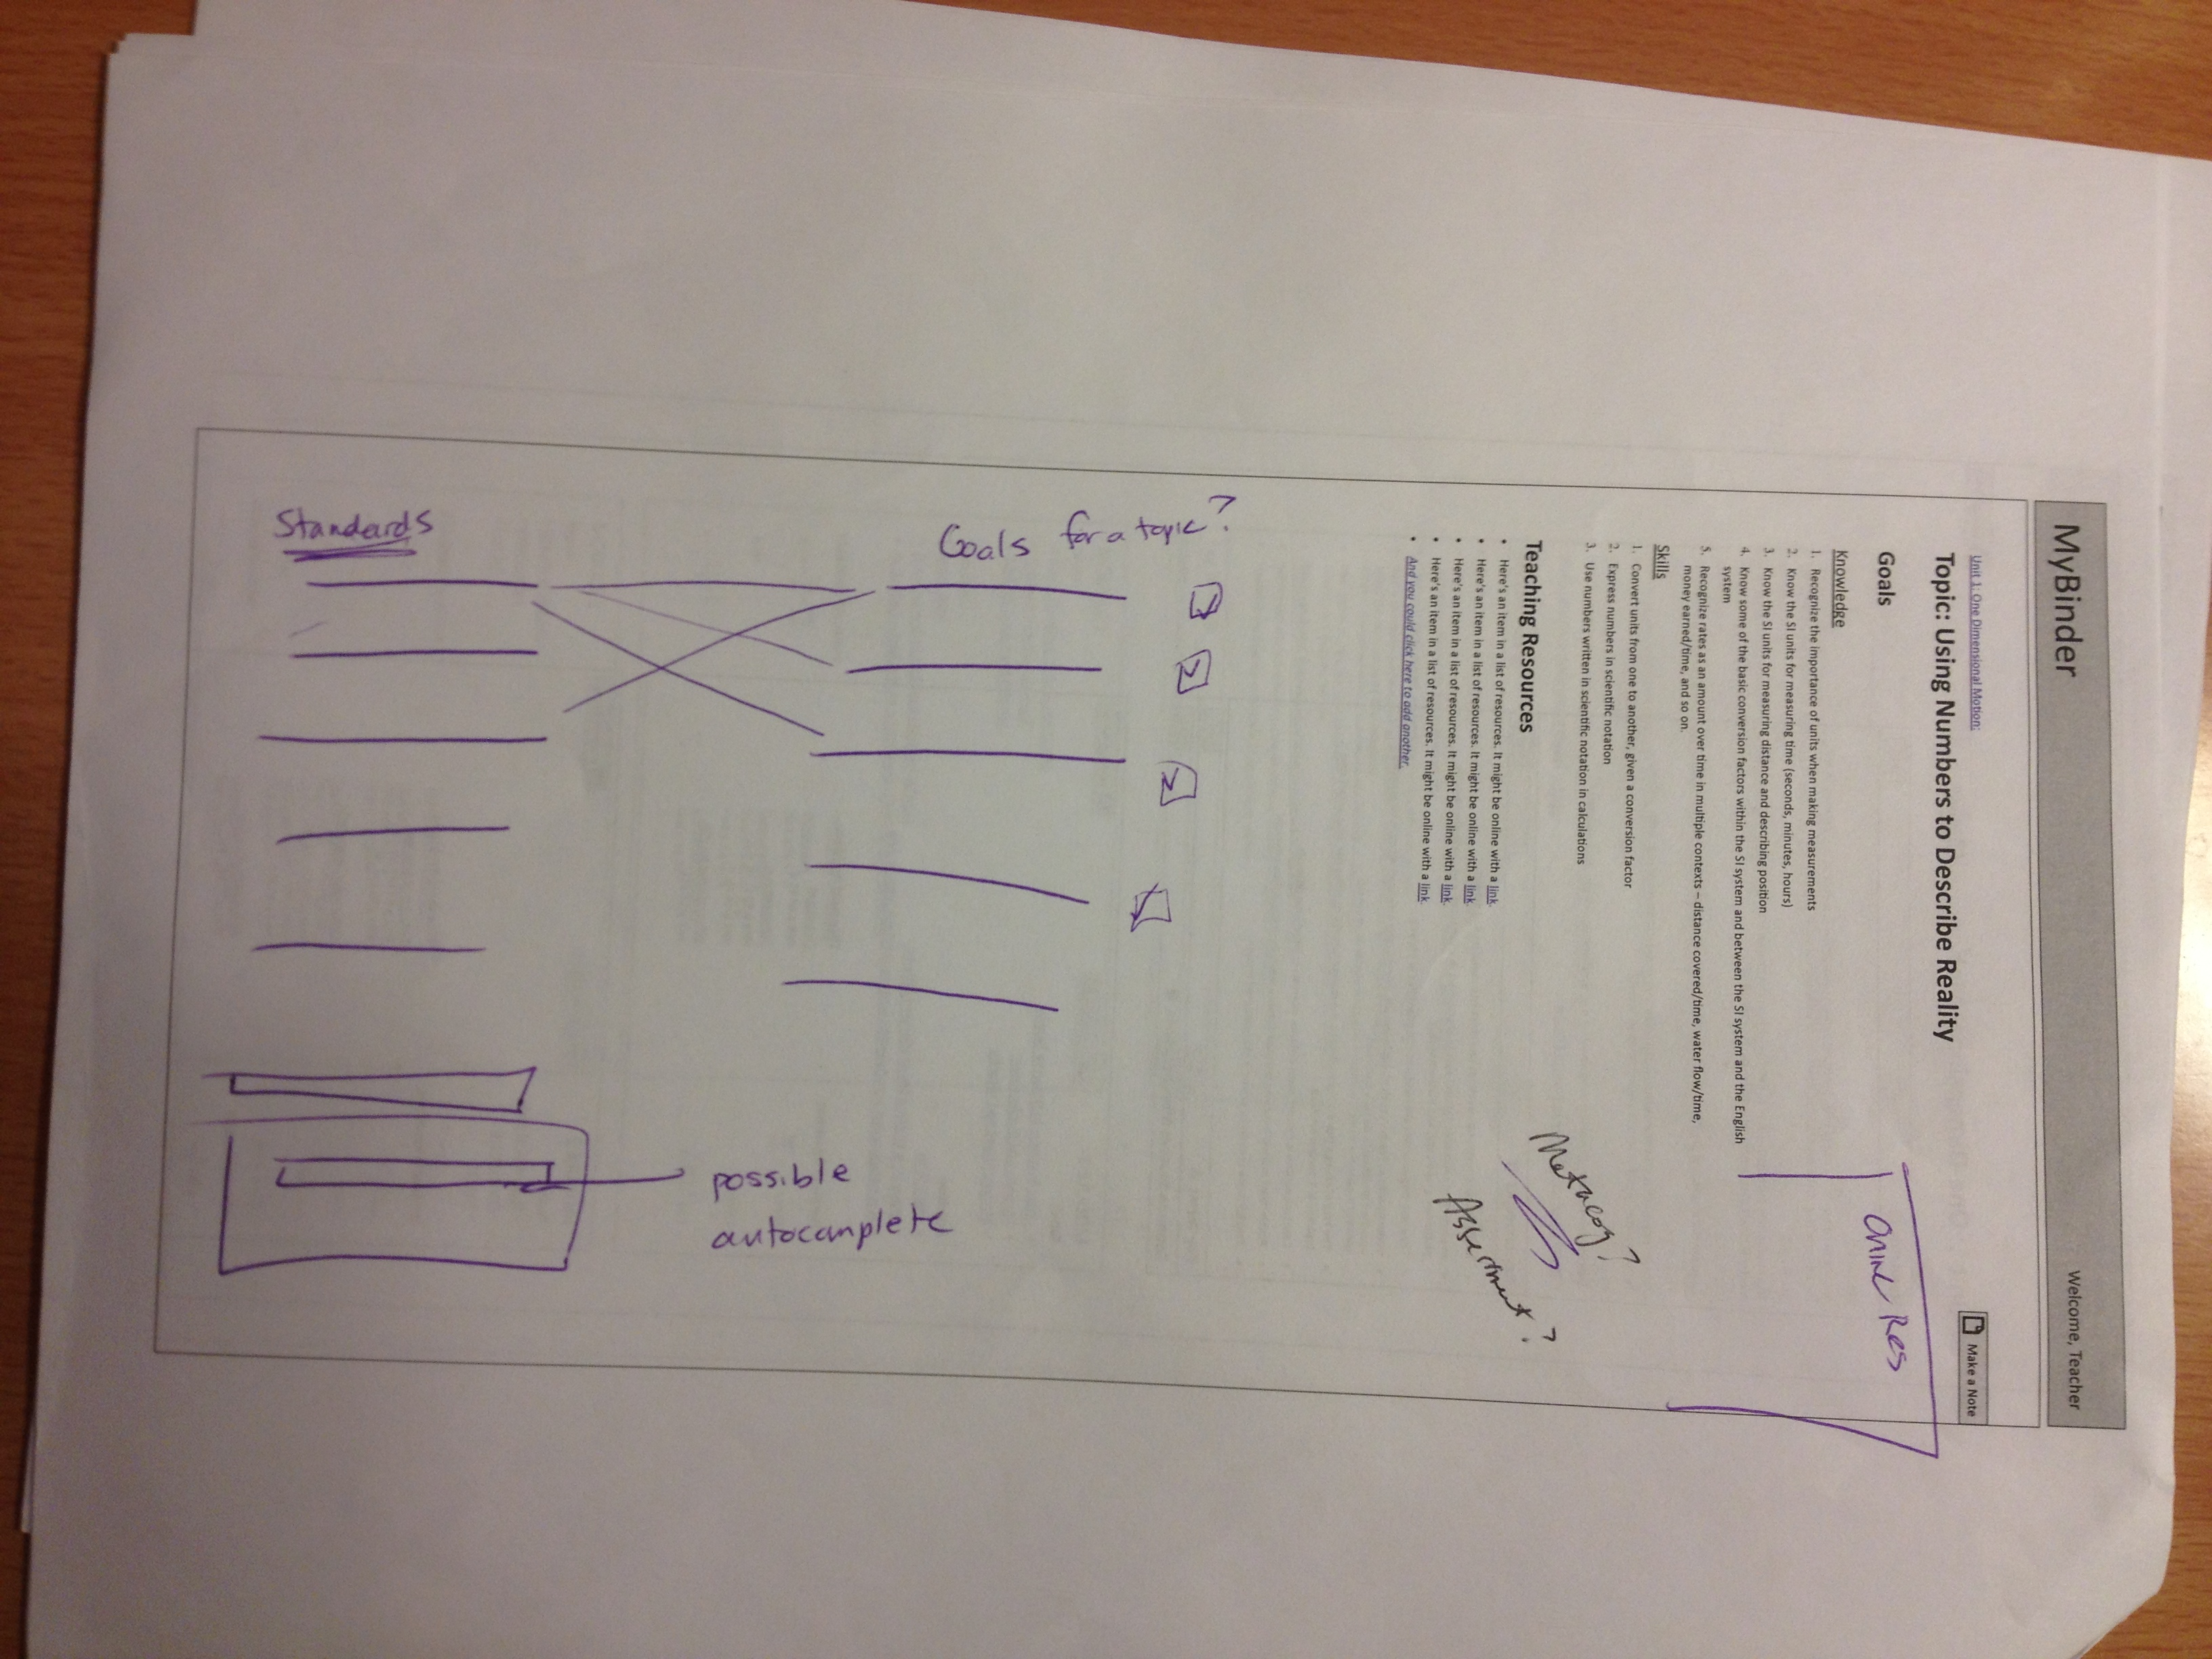 MyBinder
Welcome, Teacher
Unit 1: One Dimensional Motion:
Make a Note
Topic: Using Numbers to Describe Reality
Goals
Knowledge
1. Recognize the importance of units when making measurements
2. Know the SI units for measuring time (seconds, minutes, hours)
3. Know the SI units for measuring distance and describing position
4. Know some of the basic conversion factors within the SI system and between the SI system and the English
system
5. Recognize rates as an amount over time in multiple contexts – distance covered/time, water flow/time,
money earned/time, and so on.
Skills
1. Convert units from one to another, given a conversion factor
2. Express numbers in scientific notation
3. Use numbers written in scientific notation in calculations
Teaching Resources
• Here's an item in a list of resources. It might be online with a link.
• Here's an item in a list of resources. It might be online with a link.
• Here's an item in a list of resources. It might be online with a link.
• Here's an item in a list of resources. It might be online with a link.
• And you could click here to add another.
Res
Metacog?
Standards
Goals for a topic?
possible
autocomplete